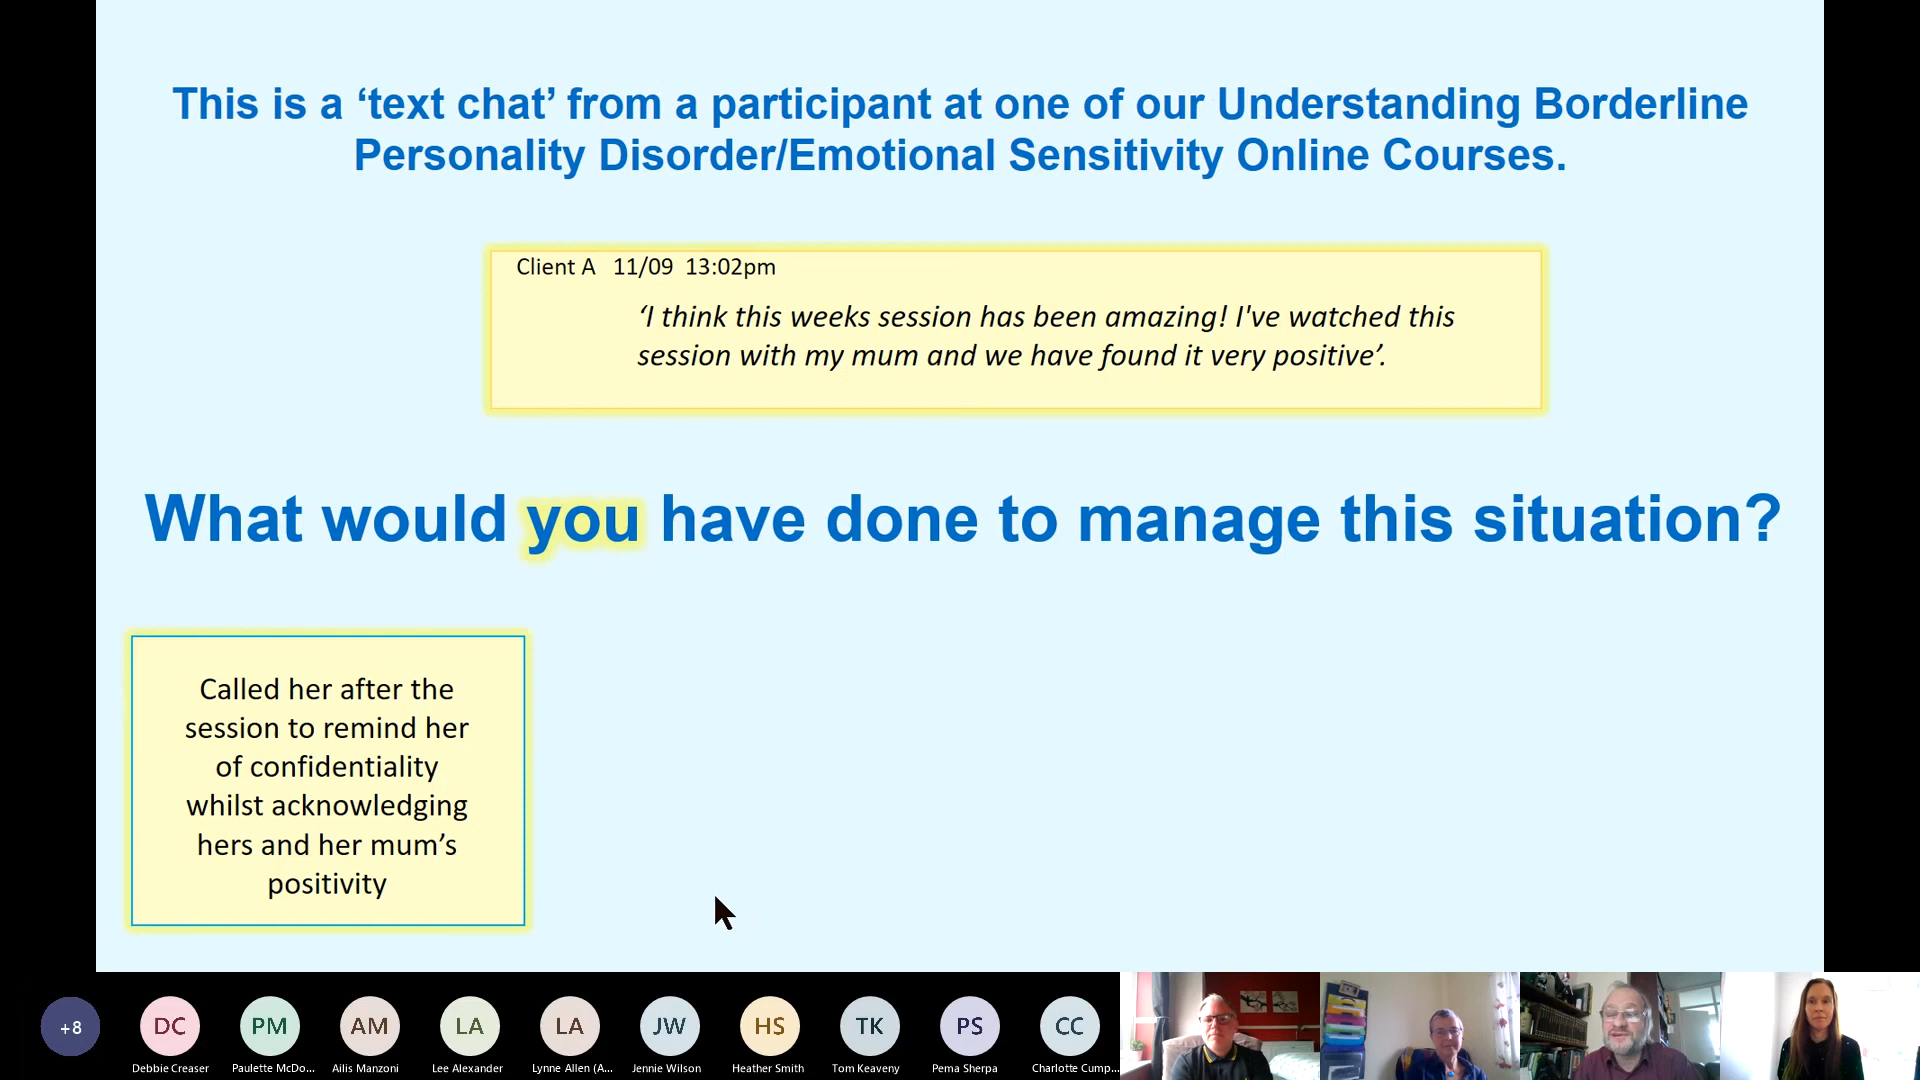 This is a ‘text chat’ from a participant at one of our Understanding Borderline
Personality Disorder/Emotional Sensitivity Online Courses.
Client A 11/09 13:02pm
‘I think this weeks session has been amazing! I've watched this
session with my mum and we have found it very positive’.
What would you have done to manage this situation?
Called her after the
session to remind her
of confidentiality
whilst acknowledging
hers and her mum’s
positivity
+8
DC
PM
AM
LA
LA
JW
HS
TK
PS
CC
Debbie Creaser
Paulette McDo...
Ailis Manzoni
Lee Alexander
Lynne Allen (A...
Jennie Wilson
Heather Smith
Tom Keaveny
Pema Sherpa
Charlotte Cump...